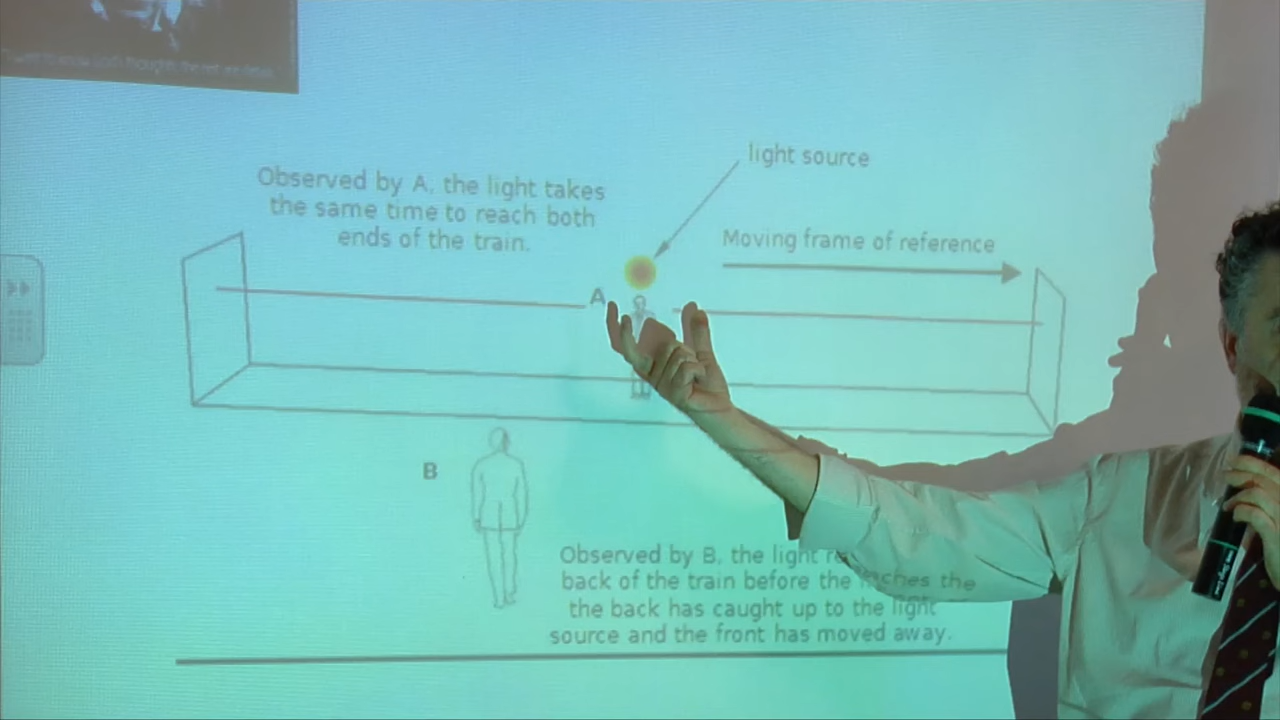 light source
Observed by A, the light takes
the same time to reach both
ends of the train.
Moving frame of reference
A
B
Observed by B, the light
back of the train before the
the back has caught up to the light
source and the front has moved away.